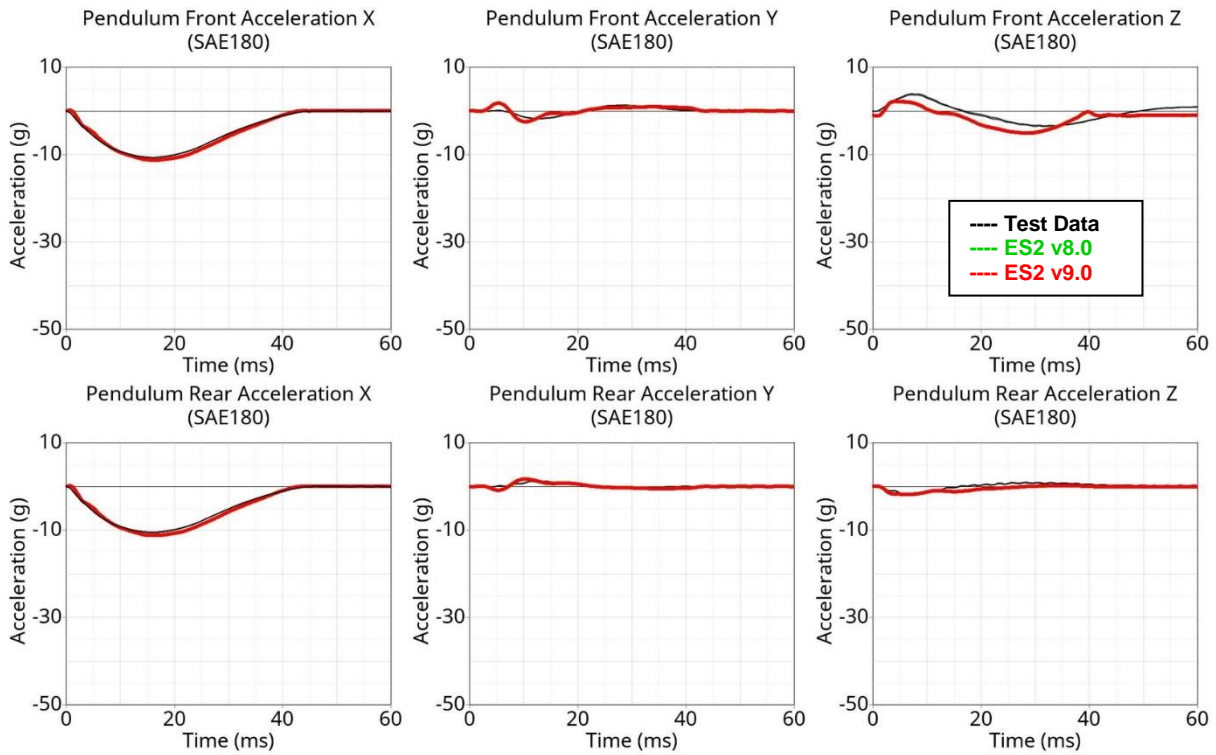 Pendulum Front Acceleration X
(SAE180)
10
-10
-30
-50
Acceleration (g)
0
20
40
60
Time (ms)
Pendulum Front Acceleration Y
(SAE180)
10
-10
-30
-50
Acceleration (g)
0
20
40
60
Time (ms)
Pendulum Front Acceleration Z
(SAE180)
10
-10
-30
-50
Acceleration (g)
0
20
40
60
Time (ms)
---- Test Data
---- ES2 v8.0
---- ES2 v9.0
Pendulum Rear Acceleration X
(SAE180)
10
-10
-30
-50
Acceleration (g)
0
20
40
60
Time (ms)
Pendulum Rear Acceleration Y
(SAE180)
10
-10
-30
-50
Acceleration (g)
0
20
40
60
Time (ms)
Pendulum Rear Acceleration Z
(SAE180)
10
-10
-30
-50
Acceleration (g)
0
20
40
60
Time (ms)